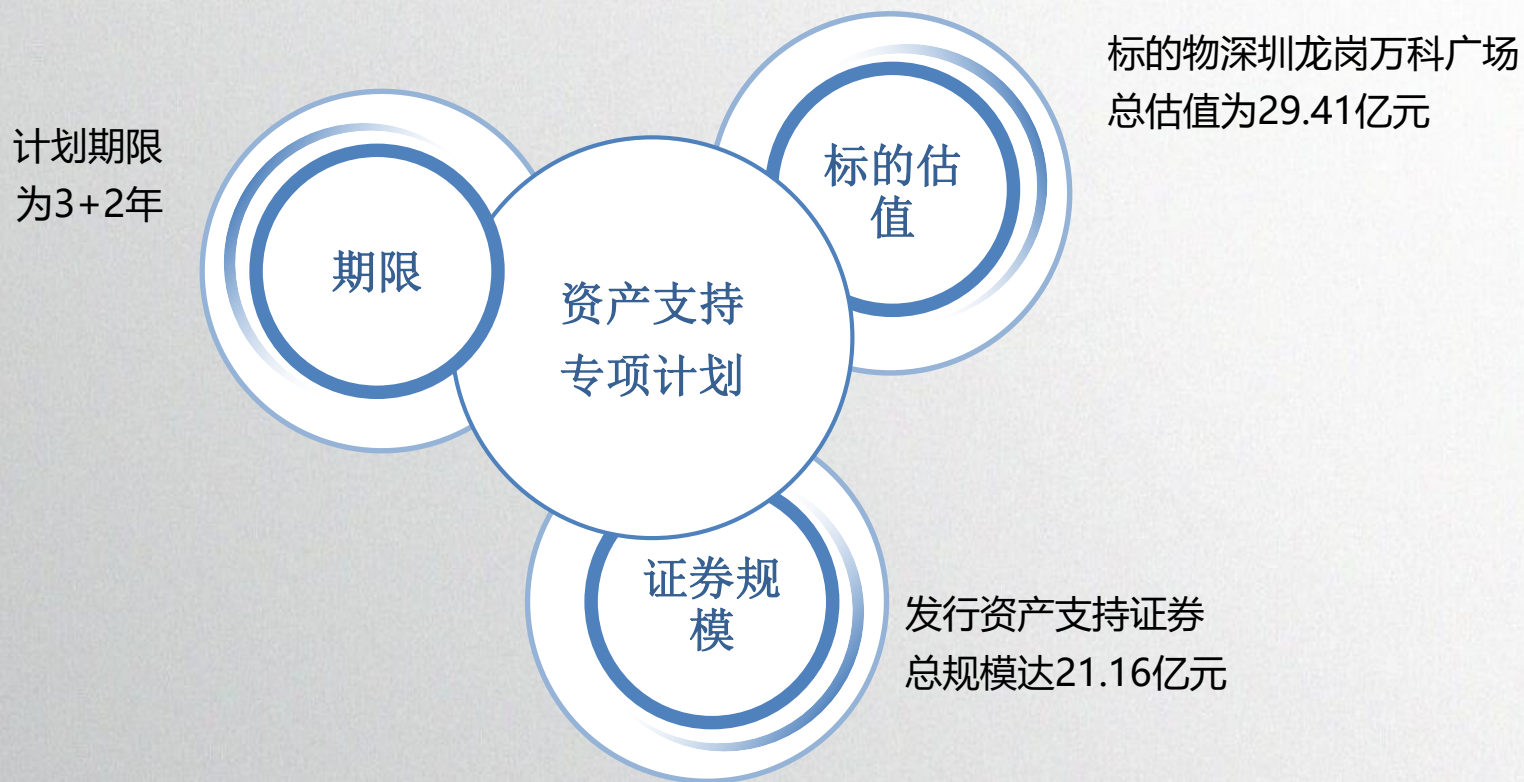 标的物深圳龙岗万科广场
总估值为29.41亿元
计划期限
为3+2年
标的估
值
期限
资产支持
专项计划
证券规
模
发行资产支持证券
总规模达21.16亿元